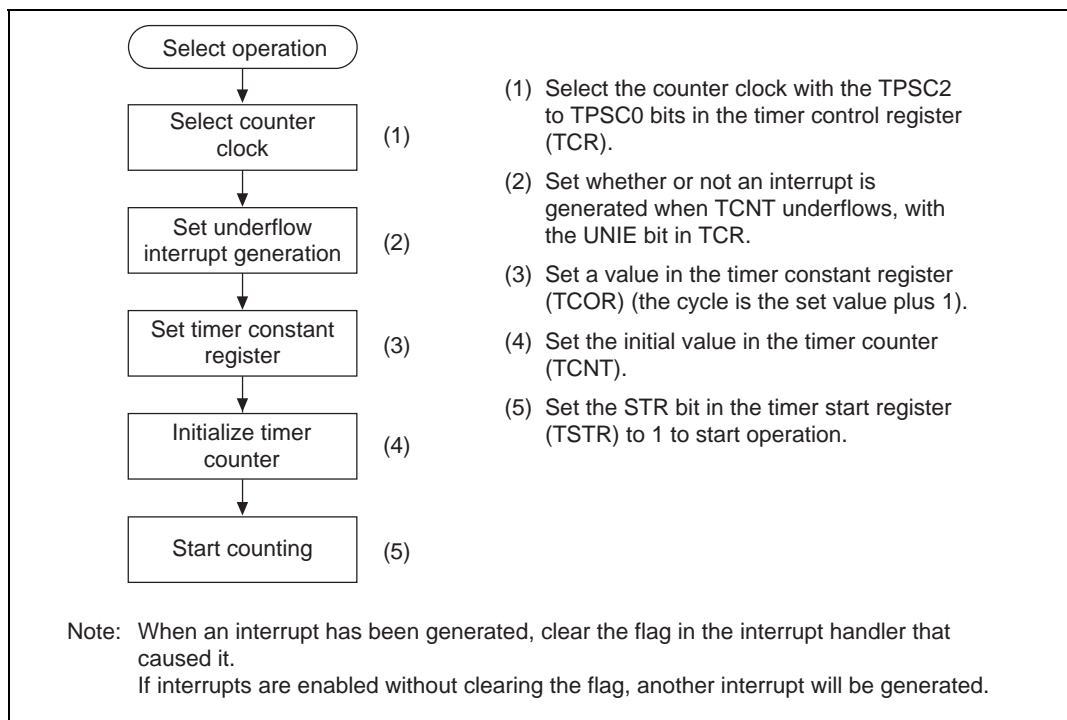 Select operation
Select counter
clock
(1)
Set underflow
interrupt generation
(2)
Set timer constant
register
(3)
Initialize timer
counter
(4)
Start counting
(5)
(1) Select the counter clock with the TPSC2
to TPSC0 bits in the timer control register
(TCR).
(2) Set whether or not an interrupt is
generated when TCNT underflows, with
the UNIE bit in TCR.
(3) Set a value in the timer constant register
(TCOR) (the cycle is the set value plus 1).
(4) Set the initial value in the timer counter
(TCNT).
(5) Set the STR bit in the timer start register
(TSTR) to 1 to start operation.
Note: When an interrupt has been generated, clear the flag in the interrupt handler that
caused it.
If interrupts are enabled without clearing the flag, another interrupt will be generated.